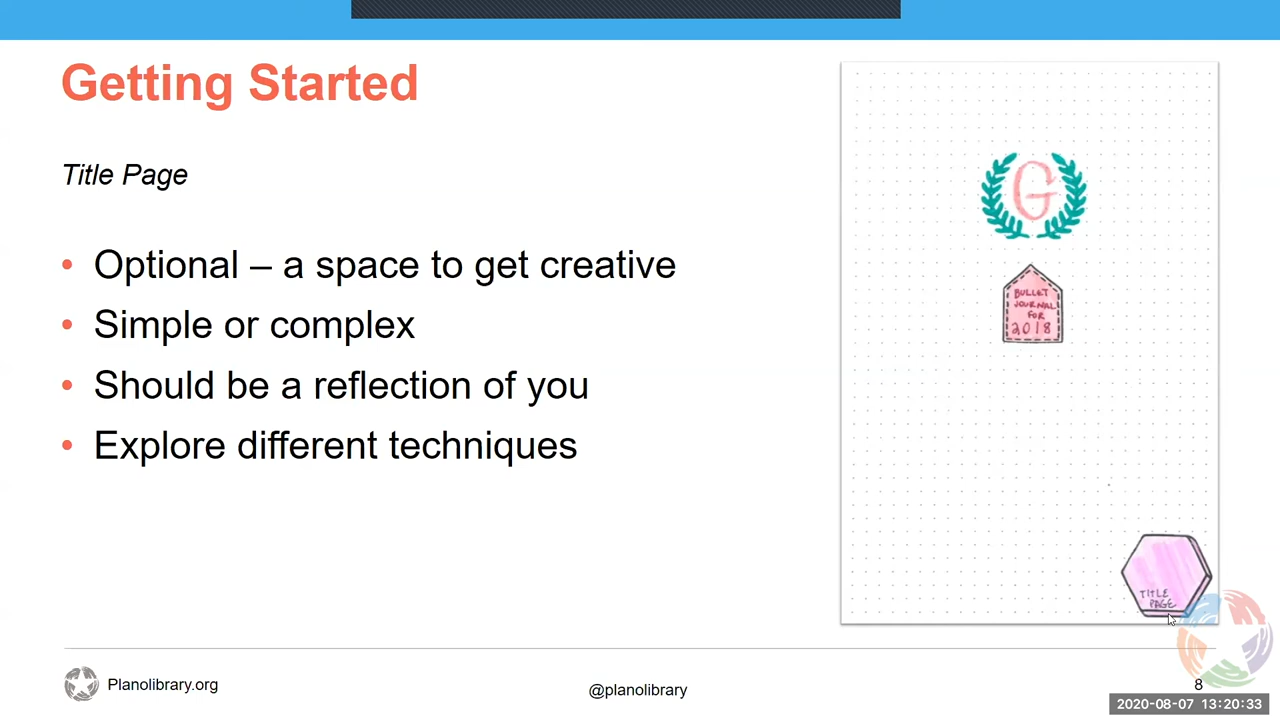 Getting Started
Title Page
• Optional – a space to get creative
• Simple or complex
• Should be a reflection of you
• Explore different techniques
G
BULLET
JOURNAL
FOR
2018
TITLE
PAGE
Planolibrary.org
@planolibrary
8
2020-08-07 13:20:33